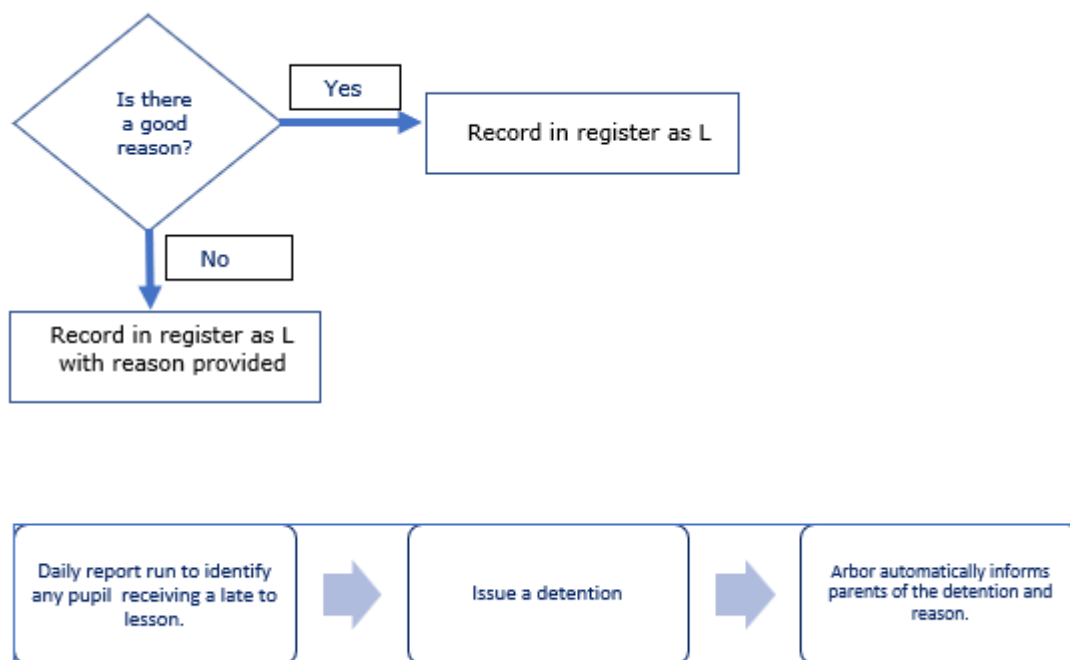 Is there
a good
reason?
Yes
Record in register as L
No
Record in register as L
with reason provided
Daily report run to identify
any pupil receiving a late to
lesson.
Issue a detention
Arbor automatically informs
parents of the detention and
reason.